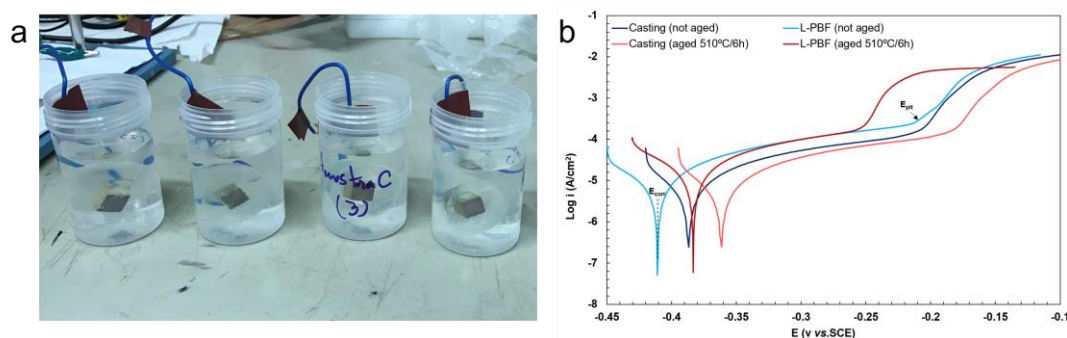 a
AmostraC
(3)
b
Casting (not aged)
L-PBF (not aged)
Casting (aged 510ºC/6h)
L-PBF (aged 510ºC/6h)
Log i (A/cm²)
-1
-2
-3
-4
-5
-6
-7
-8
Epit
Ecorr
-0.45
-0.4
-0.35
-0.3
-0.25
-0.2
-0.15
-0.1
E (v vs.SCE)